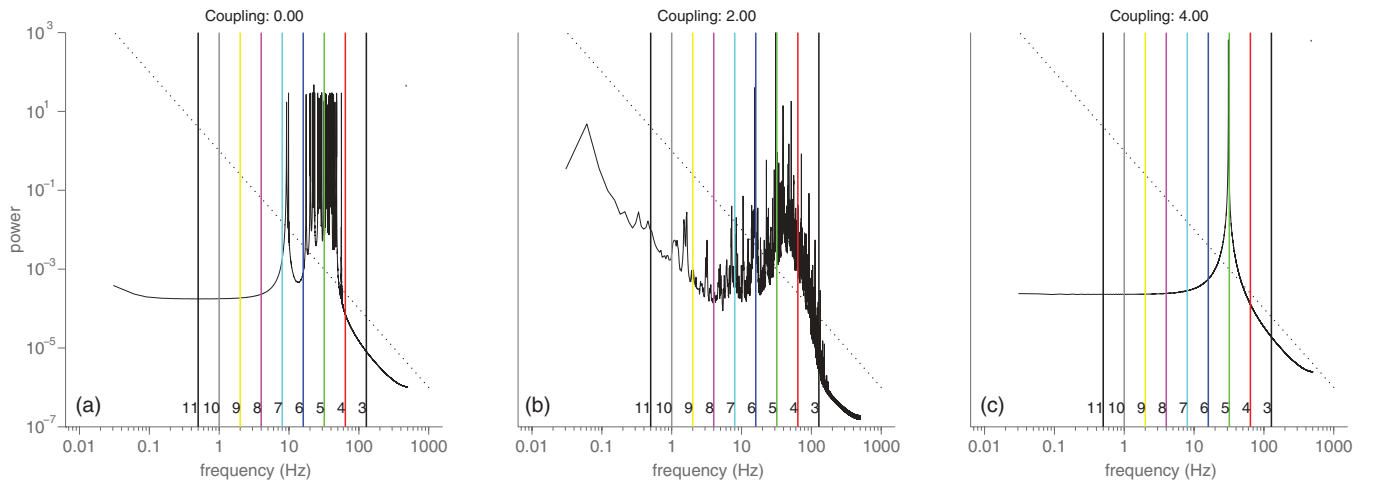 Coupling: 0.00
Coupling: 2.00
Coupling: 4.00
10³
10¹
10⁻¹
10⁻³
10⁻⁵
10⁻⁷
power
(a)
11 10 9 8 7 6 5 4 3
(b)
11 10 9 8 7 6 5 4 3
(c)
11 10 9 8 7 6 5 4 3
0.01 0.1 1 10 100 1000
0.01 0.1 1 10 100 1000
0.01 0.1 1 10 100 1000
frequency (Hz)
frequency (Hz)
frequency (Hz)